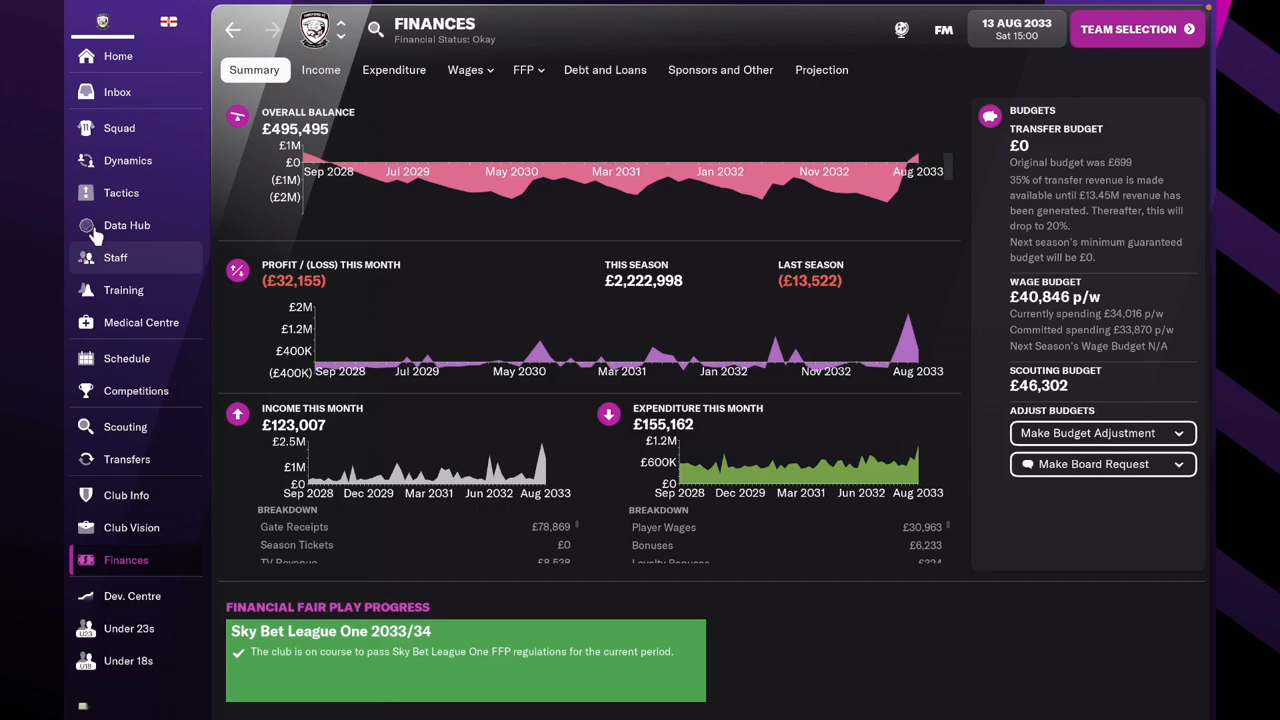 FINANCES
Financial Status: Okay
FM
13 AUG 2033
Sat 15:00
TEAM SELECTION
Home
Inbox
Squad
Dynamics
Tactics
Data Hub
Staff
Training
Medical Centre
Schedule
Competitions
Scouting
Transfers
Club Info
Club Vision
Finances
Dev. Centre
U23
Under 23s
U18
Under 18s
Summary
Income
Expenditure
Wages
FFP
Debt and Loans
Sponsors and Other
Projection
OVERALL BALANCE
£495,495
£1M
£0
(£1M)
(£2M)
Sep 2028 Jul 2029 May 2030 Mar 2031 Jan 2032 Nov 2032 Aug 2033
PROFIT / (LOSS) THIS MONTH
(£32,155)
THIS SEASON
£2,222,998
LAST SEASON
(£13,522)
£2M
£1.2M
£400K
(£400K)
Sep 2028 Jul 2029 May 2030 Mar 2031 Jan 2032 Nov 2032 Aug 2033
INCOME THIS MONTH
£123,007
£2.5M
£1M
£0
Sep 2028 Dec 2029 Mar 2031 Jun 2032 Aug 2033
BREAKDOWN
Gate Receipts £78,869
Season Tickets £0
TV Revenue £8,538
EXPENDITURE THIS MONTH
£155,162
£1.2M
£600K
£0
Sep 2028 Dec 2029 Mar 2031 Jun 2032 Aug 2033
BREAKDOWN
Player Wages £30,963
Bonuses £6,233
Loyalty Bonuses £324
BUDGETS
TRANSFER BUDGET
£0
Original budget was £699
35% of transfer revenue is made
available until £13.45M revenue has
been generated. Thereafter, this will
drop to 20%.
Next season's minimum guaranteed
budget will be £0.
WAGE BUDGET
£40,846 p/w
Currently spending £34,016 p/w
Committed spending £33,870 p/w
Next Season's Wage Budget N/A
SCOUTING BUDGET
£46,302
ADJUST BUDGETS
Make Budget Adjustment
Make Board Request
FINANCIAL FAIR PLAY PROGRESS
Sky Bet League One 2033/34
The club is on course to pass Sky Bet League One FFP regulations for the current period.